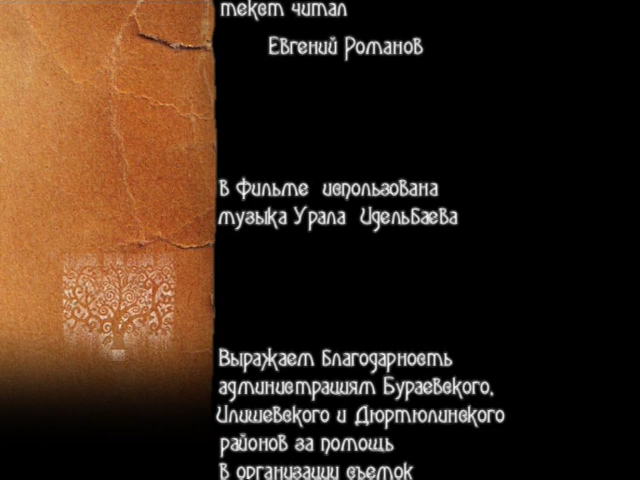 текст читал
Евгений Романов
в фильме использована
музыка Урала Идельбаева
Выражаем благодарность
администрациям Бураевского,
Илишевского и Дюртюлинского
районов за помощь
в организации съемок